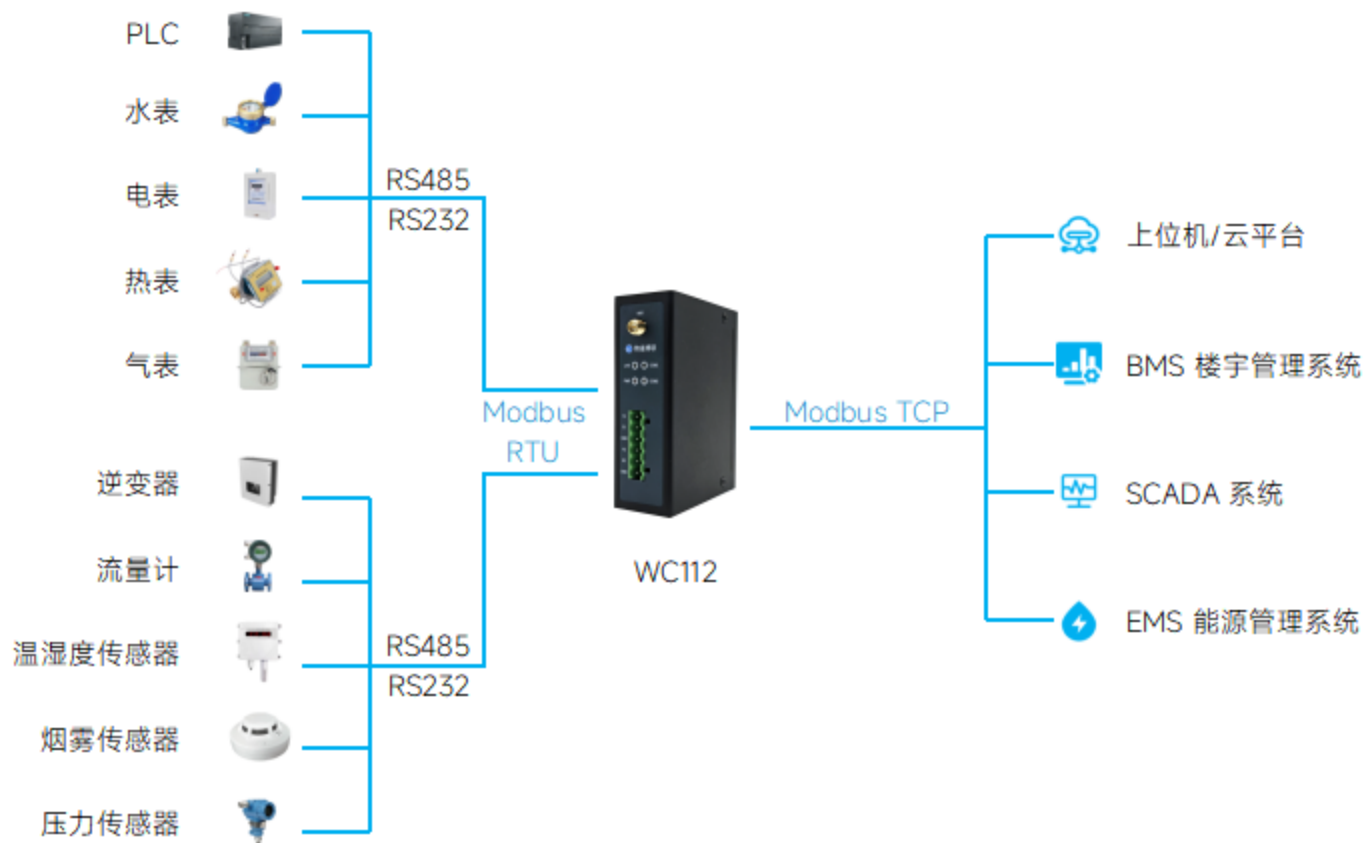 PLC
水表
电表
热表
气表
RS485
RS232
逆变器
流量计
温湿度传感器
烟雾传感器
压力传感器
RS485
RS232
Modbus
RTU
WC112
Modbus TCP
上位机/云平台
BMS 楼宇管理系统
SCADA 系统
EMS 能源管理系统